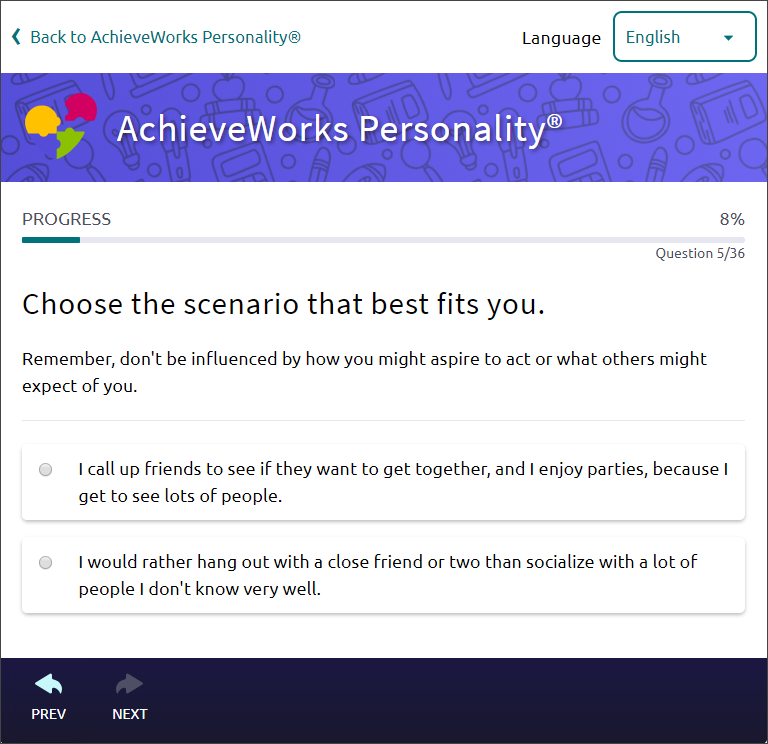 Back to AchieveWorks Personality®
Language English
AchieveWorks Personality®
PROGRESS 8%
Question 5/36
Choose the scenario that best fits you.
Remember, don't be influenced by how you might aspire to act or what others might
expect of you.
I call up friends to see if they want to get together, and I enjoy parties, because I
get to see lots of people.
I would rather hang out with a close friend or two than socialize with a lot of
people I don't know very well.
PREV NEXT